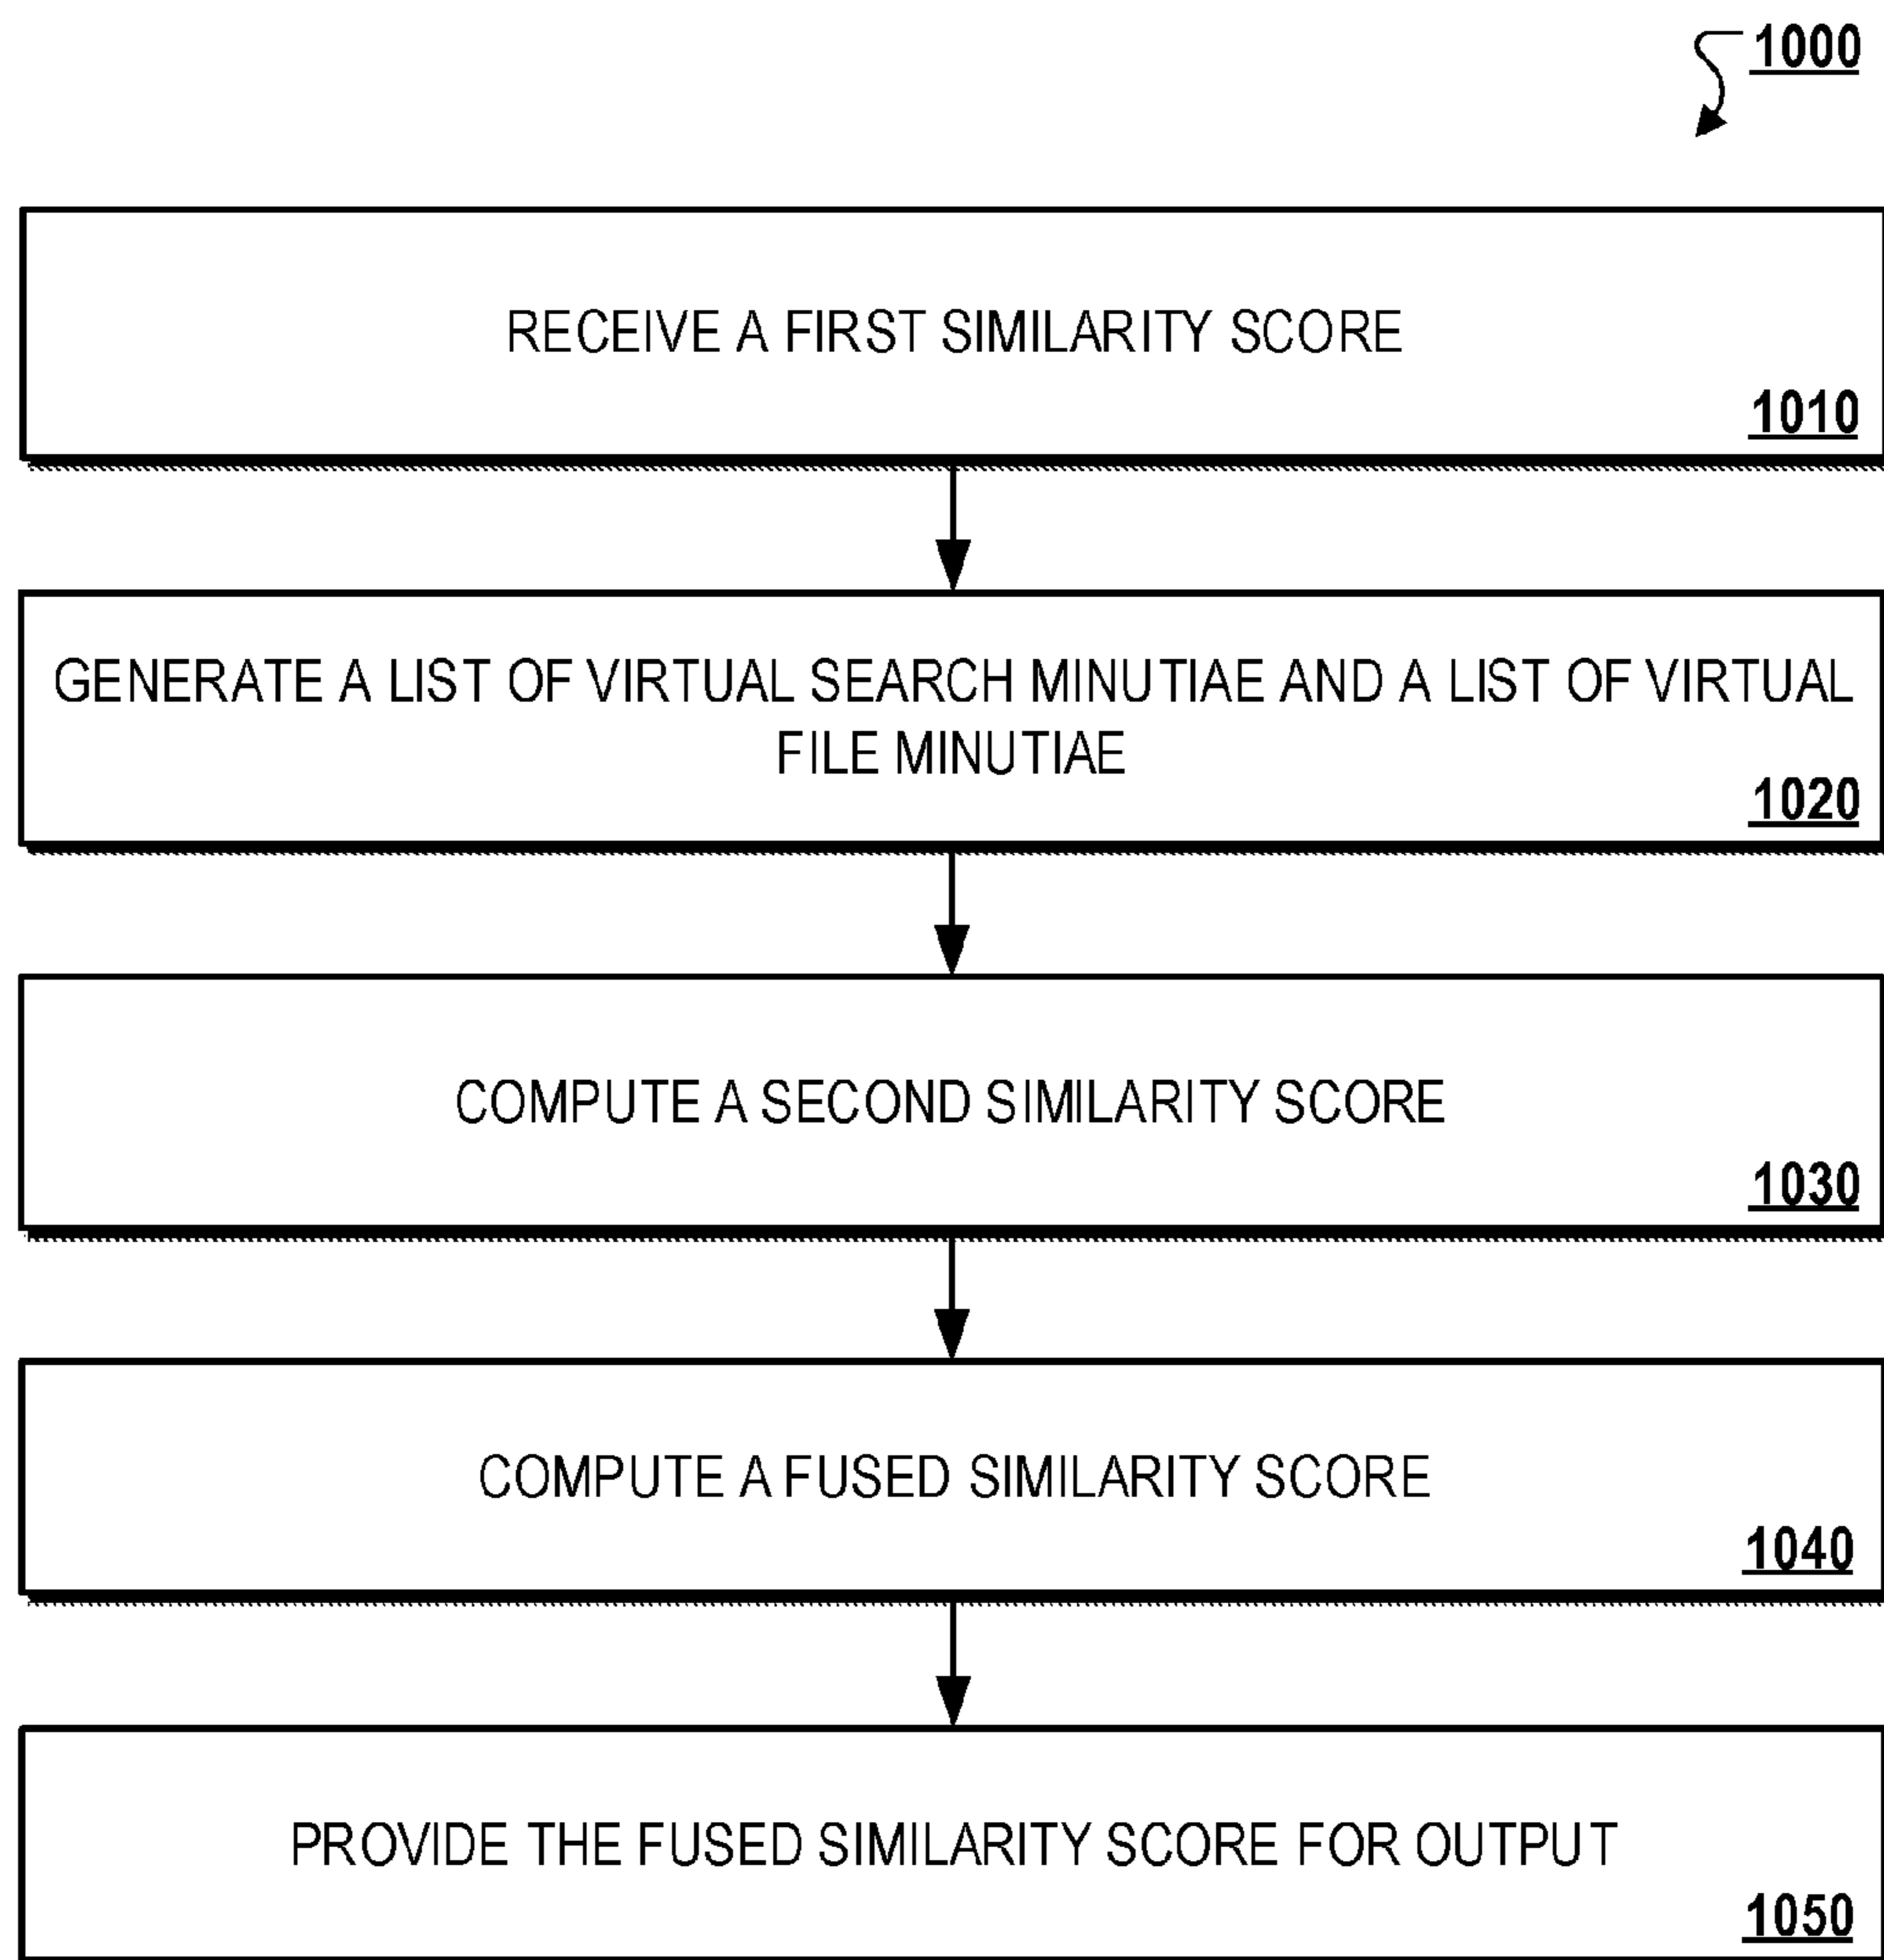 1000
RECEIVE A FIRST SIMILARITY SCORE
1010
GENERATE A LIST OF VIRTUAL SEARCH MINUTIAE AND A LIST OF VIRTUAL
FILE MINUTIAE
1020
COMPUTE A SECOND SIMILARITY SCORE
1030
COMPUTE A FUSED SIMILARITY SCORE
1040
PROVIDE THE FUSED SIMILARITY SCORE FOR OUTPUT
1050